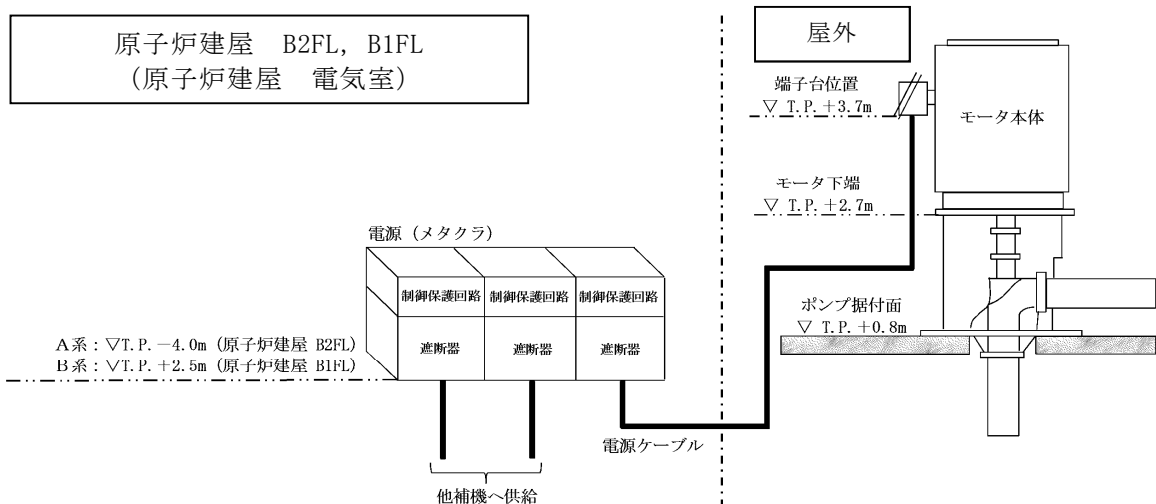 原子炉建屋 B2FL, B1FL
(原子炉建屋 電気室)
屋外
端子台位置
▽ T.P.+3.7m
モータ本体
モータ下端
▽ T.P.+2.7m
電源(メタクラ)
制御保護回路 制御保護回路 制御保護回路
遮断器 遮断器 遮断器
ポンプ据付面
▽ T.P.+0.8m
A系:▽T.P.-4.0m (原子炉建屋 B2FL)
B系:▽T.P.+2.5m (原子炉建屋 B1FL)
電源ケーブル
他補機へ供給